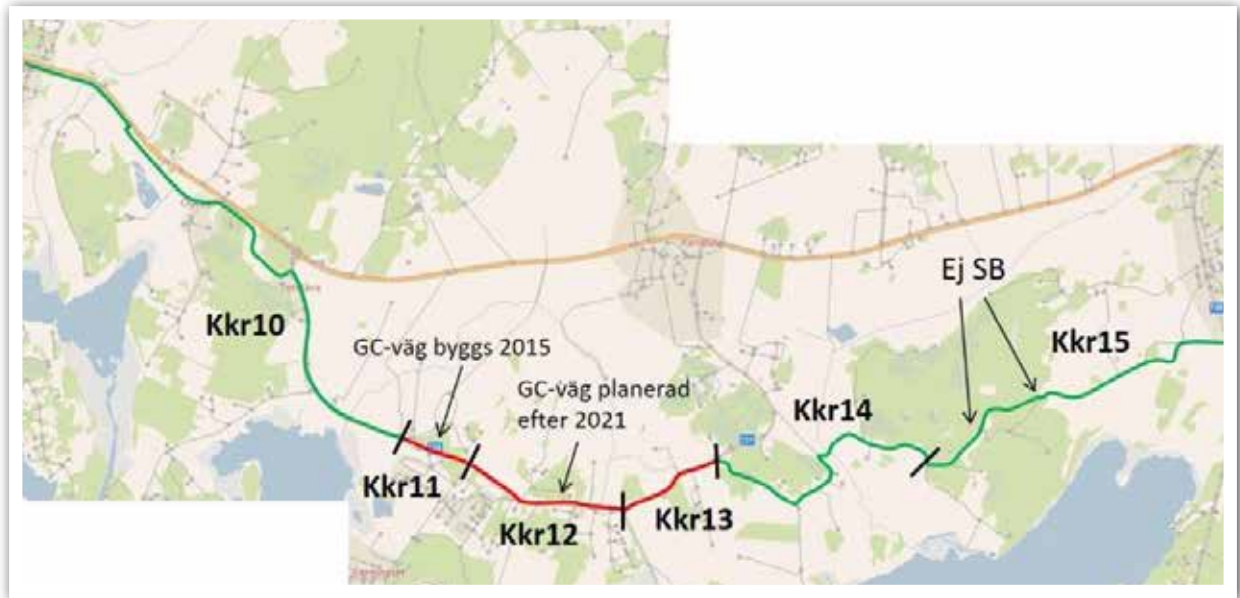 Ej SB
Kkr10
Kkr15
GC-väg byggs 2015
GC-väg planerad
efter 2021
Kkr14
Kkr11
Kkr12
Kkr13